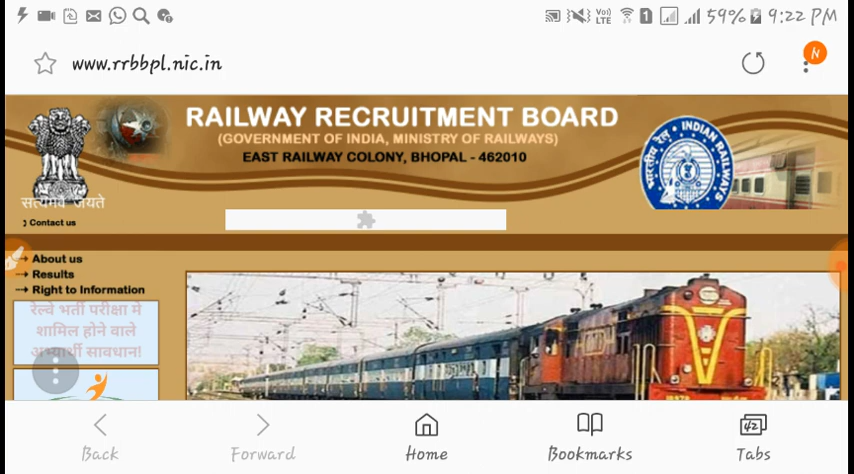 59% 9:22 PM
www.rrbbpl.nic.in
N
RAILWAY RECRUITMENT BOARD
(GOVERNMENT OF INDIA, MINISTRY OF RAILWAYS)
EAST RAILWAY COLONY, BHOPAL - 462010
भारतीय रेल INDIAN RAILWAYS
सत्यमेव जयते
Contact us
About us
Results
Right to Information
रेल्वे भर्ती परीक्षा मे
शामिल होने वाले
अभ्यार्थी सावधान!
Back Forward Home Bookmarks Tabs
42